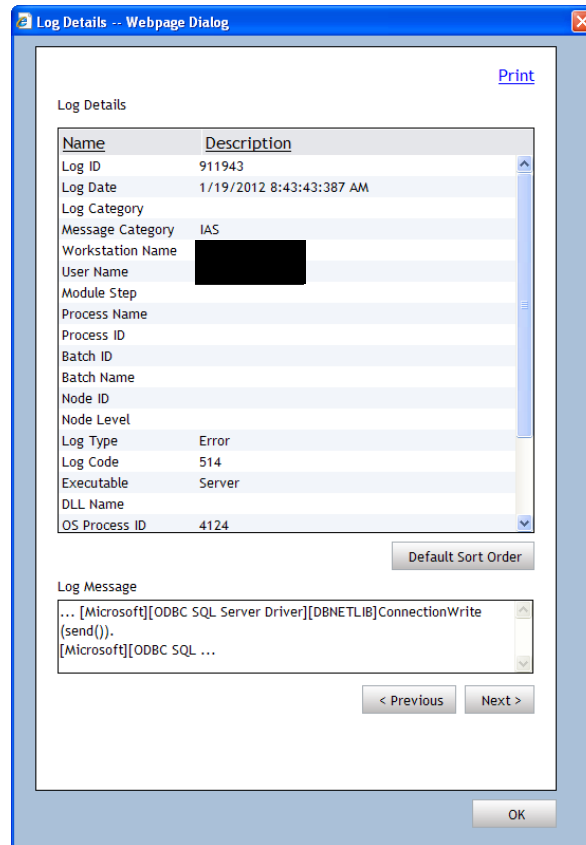 Log Details -- Webpage Dialog
Print
Log Details
Name Description
Log ID 911943
Log Date 1/19/2012 8:43:43:387 AM
Log Category
Message Category IAS
Workstation Name
User Name
Module Step
Process Name
Process ID
Batch ID
Batch Name
Node ID
Node Level
Log Type Error
Log Code 514
Executable Server
DLL Name
OS Process ID 4124
Default Sort Order
Log Message
... [Microsoft][ODBC SQL Server Driver][DBNETLIB]ConnectionWrite
(send()).
[Microsoft][ODBC SQL ...
< Previous Next >
OK